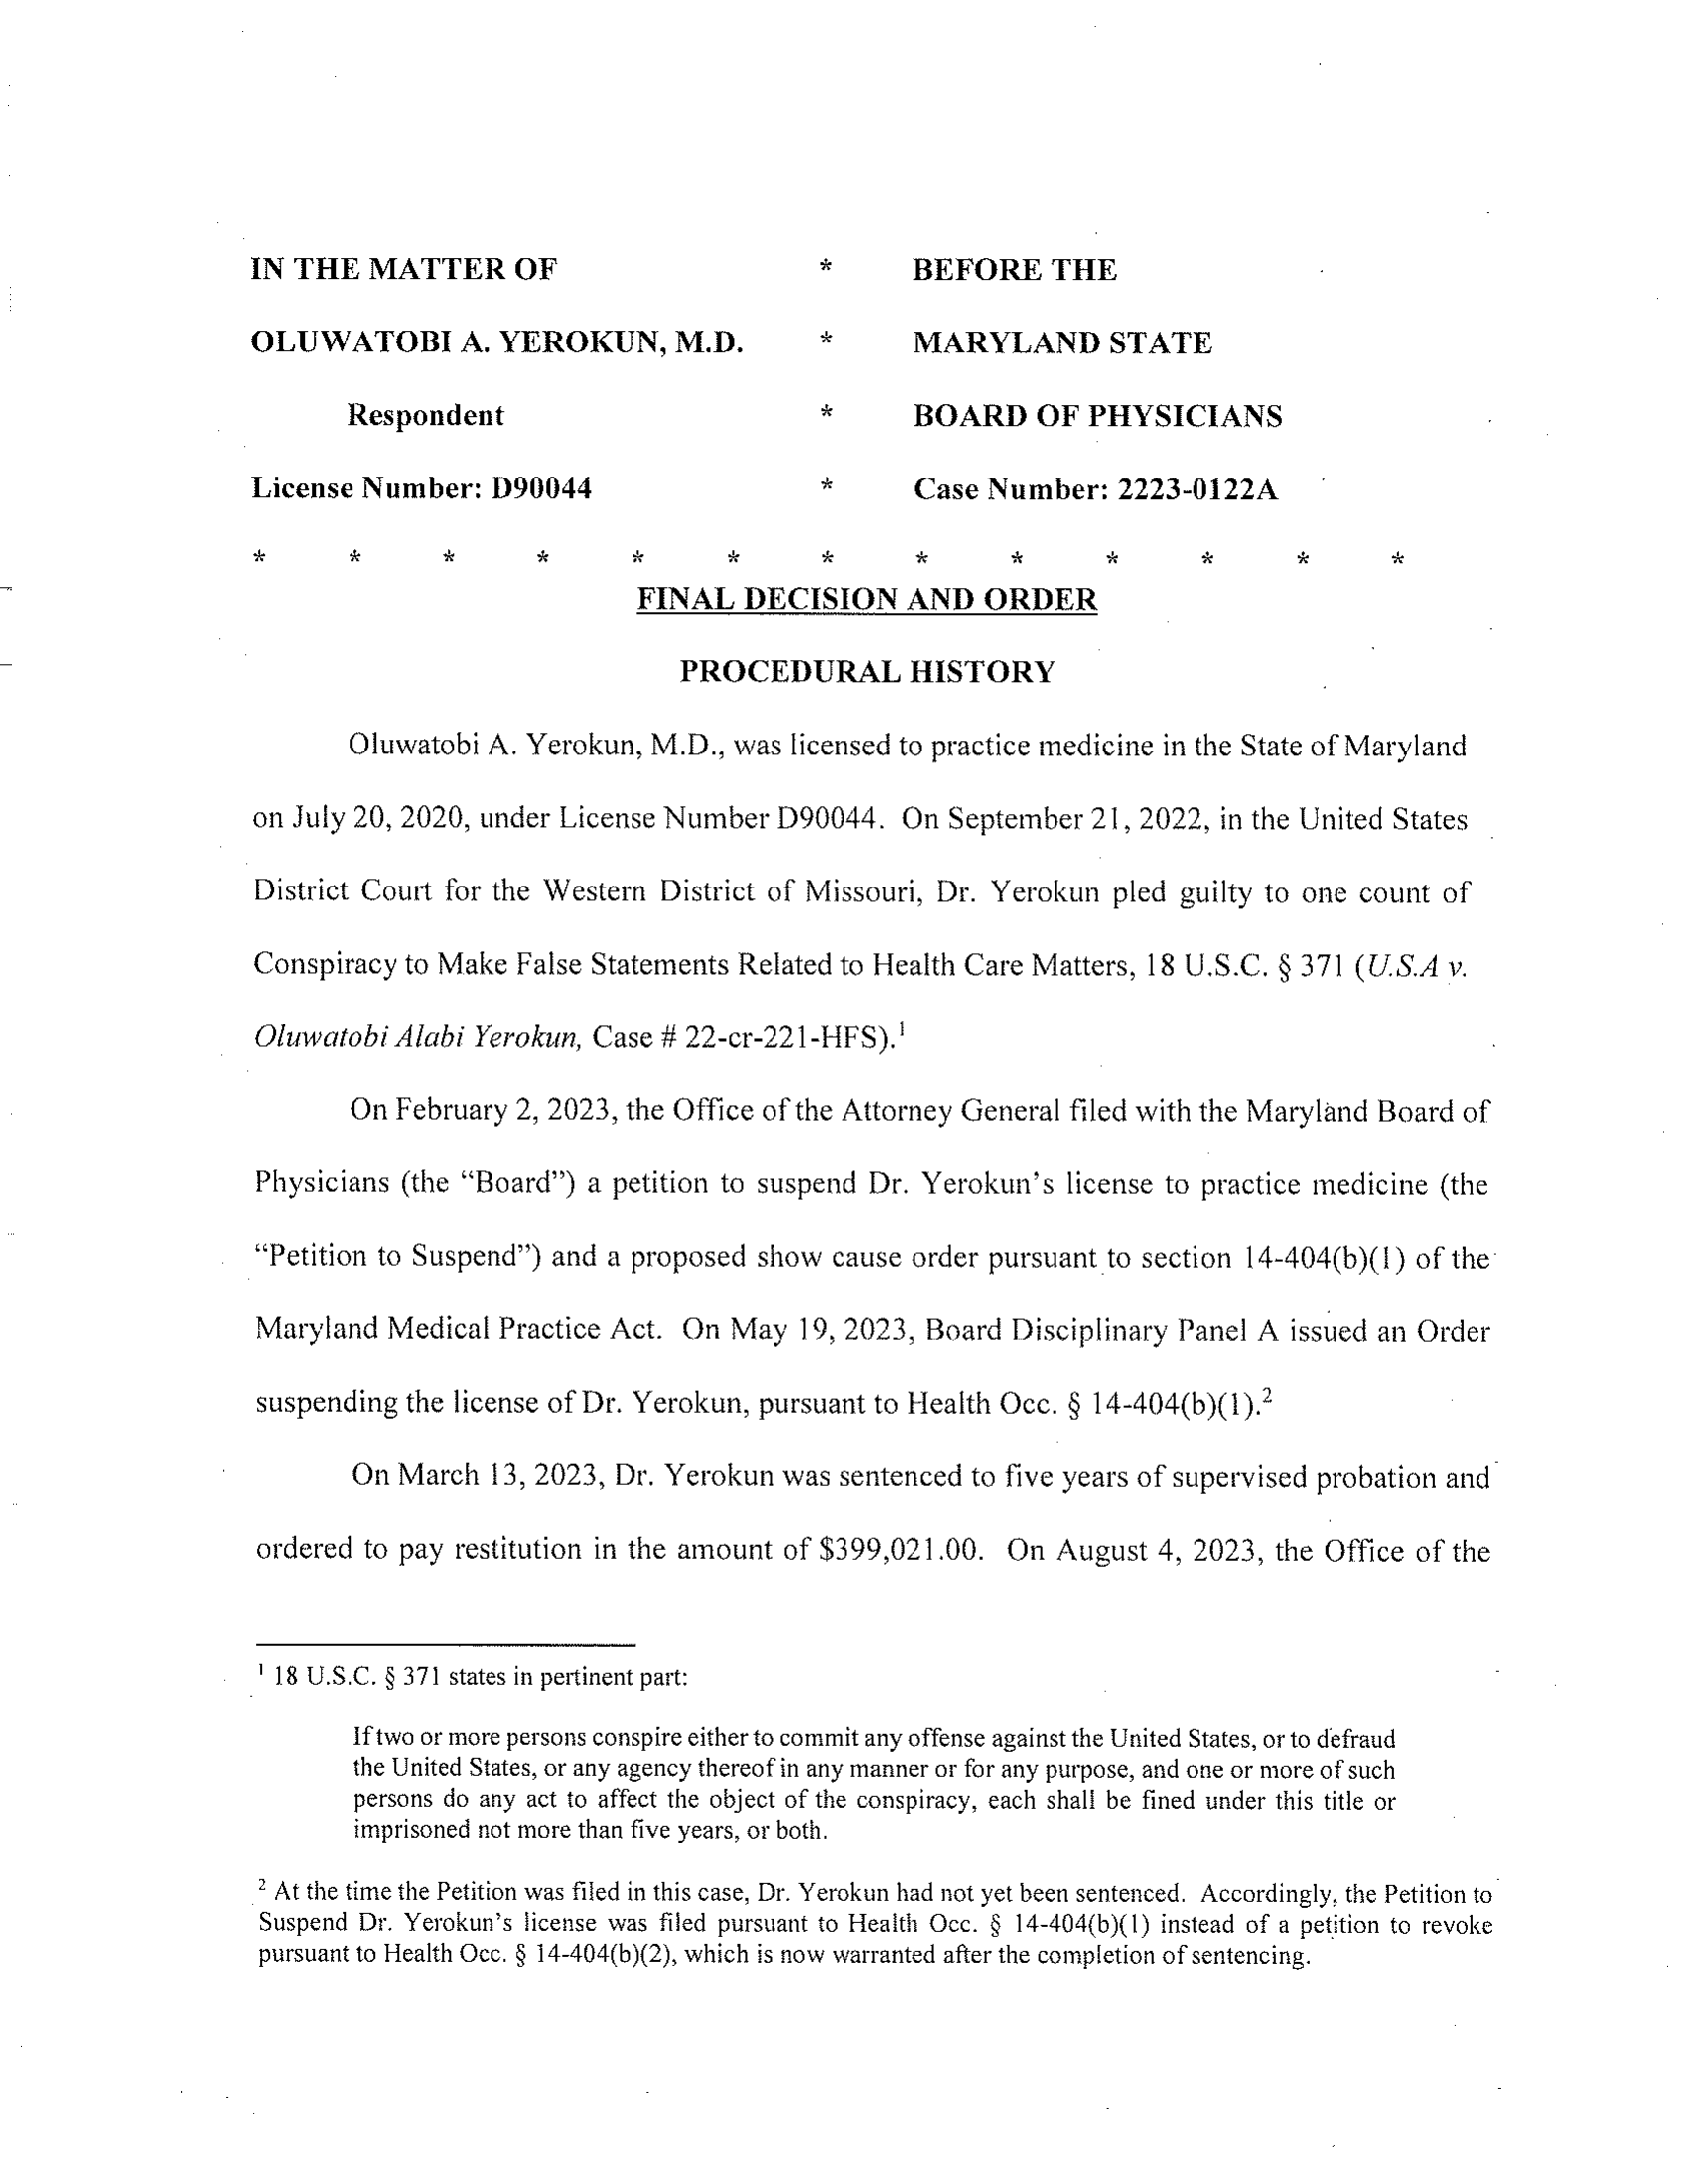 IN THE MATTER OF * BEFORE THE
OLUWATOBI A. YEROKUN, M.D. * MARYLAND STATE
Respondent * BOARD OF PHYSICIANS
License Number: D90044 * Case Number: 2223-0122A
* * * * * * * * * * * * *
FINAL DECISION AND ORDER
PROCEDURAL HISTORY
Oluwatobi A. Yerokun, M.D., was licensed to practice medicine in the State of Maryland
on July 20, 2020, under License Number D90044. On September 21, 2022, in the United States
District Court for the Western District of Missouri, Dr. Yerokun pled guilty to one count of
Conspiracy to Make False Statements Related to Health Care Matters, 18 U.S.C. § 371 (U.S.A v.
Oluwatobi Alabi Yerokun, Case # 22-cr-221-HFS).¹
On February 2, 2023, the Office of the Attorney General filed with the Maryland Board of
Physicians (the “Board”) a petition to suspend Dr. Yerokun’s license to practice medicine (the
“Petition to Suspend”) and a proposed show cause order pursuant to section 14-404(b)(1) of the
Maryland Medical Practice Act. On May 19, 2023, Board Disciplinary Panel A issued an Order
suspending the license of Dr. Yerokun, pursuant to Health Occ. § 14-404(b)(1).²
On March 13, 2023, Dr. Yerokun was sentenced to five years of supervised probation and
ordered to pay restitution in the amount of $399,021.00. On August 4, 2023, the Office of the
¹ 18 U.S.C. § 371 states in pertinent part:
If two or more persons conspire either to commit any offense against the United States, or to defraud
the United States, or any agency thereof in any manner or for any purpose, and one or more of such
persons do any act to affect the object of the conspiracy, each shall be fined under this title or
imprisoned not more than five years, or both.
² At the time the Petition was filed in this case, Dr. Yerokun had not yet been sentenced. Accordingly, the Petition to
Suspend Dr. Yerokun’s license was filed pursuant to Health Occ. § 14-404(b)(1) instead of a petition to revoke
pursuant to Health Occ. § 14-404(b)(2), which is now warranted after the completion of sentencing.